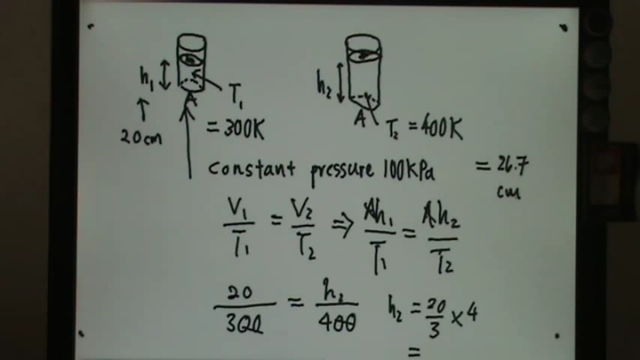 h₁ T₁ h₂
A A
20cm = 300K T₂ = 400K
Constant pressure 100kPa = 26.7 cm
V₁/T₁ = V₂/T₂ ⇒ Ah₁/T₁ = Ah₂/T₂
20/300 = h₂/400 h₂ = 20/3 × 4
=